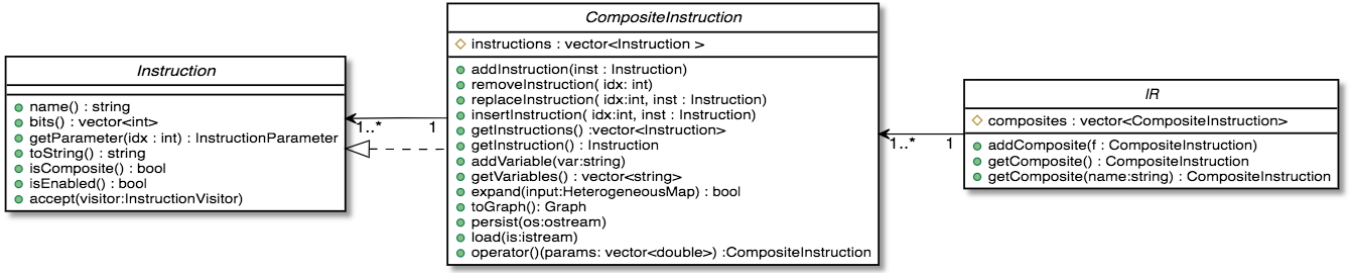 Instruction
name() : string
bits() : vector<int>
getParameter(idx : int) : InstructionParameter
toString() : string
isComposite() : bool
isEnabled() : bool
accept(visitor:InstructionVisitor)
1..*
1
CompositeInstruction
instructions : vector<Instruction >
addInstruction(inst : Instruction)
removeInstruction( idx: int)
replaceInstruction( idx:int, inst : Instruction)
insertInstruction( idx:int, inst : Instruction)
getInstructions() :vector<Instruction>
getInstruction() : Instruction
addVariable(var:string)
getVariables() : vector<string>
expand(input:HeterogeneousMap) : bool
toGraph(): Graph
persist(os:ostream)
load(is:istream)
operator()(params: vector<double>) :CompositeInstruction
1..*
1
IR
composites : vector<CompositeInstruction>
addComposite(f : CompositeInstruction)
getComposite() : CompositeInstruction
getComposite(name:string) : CompositeInstruction